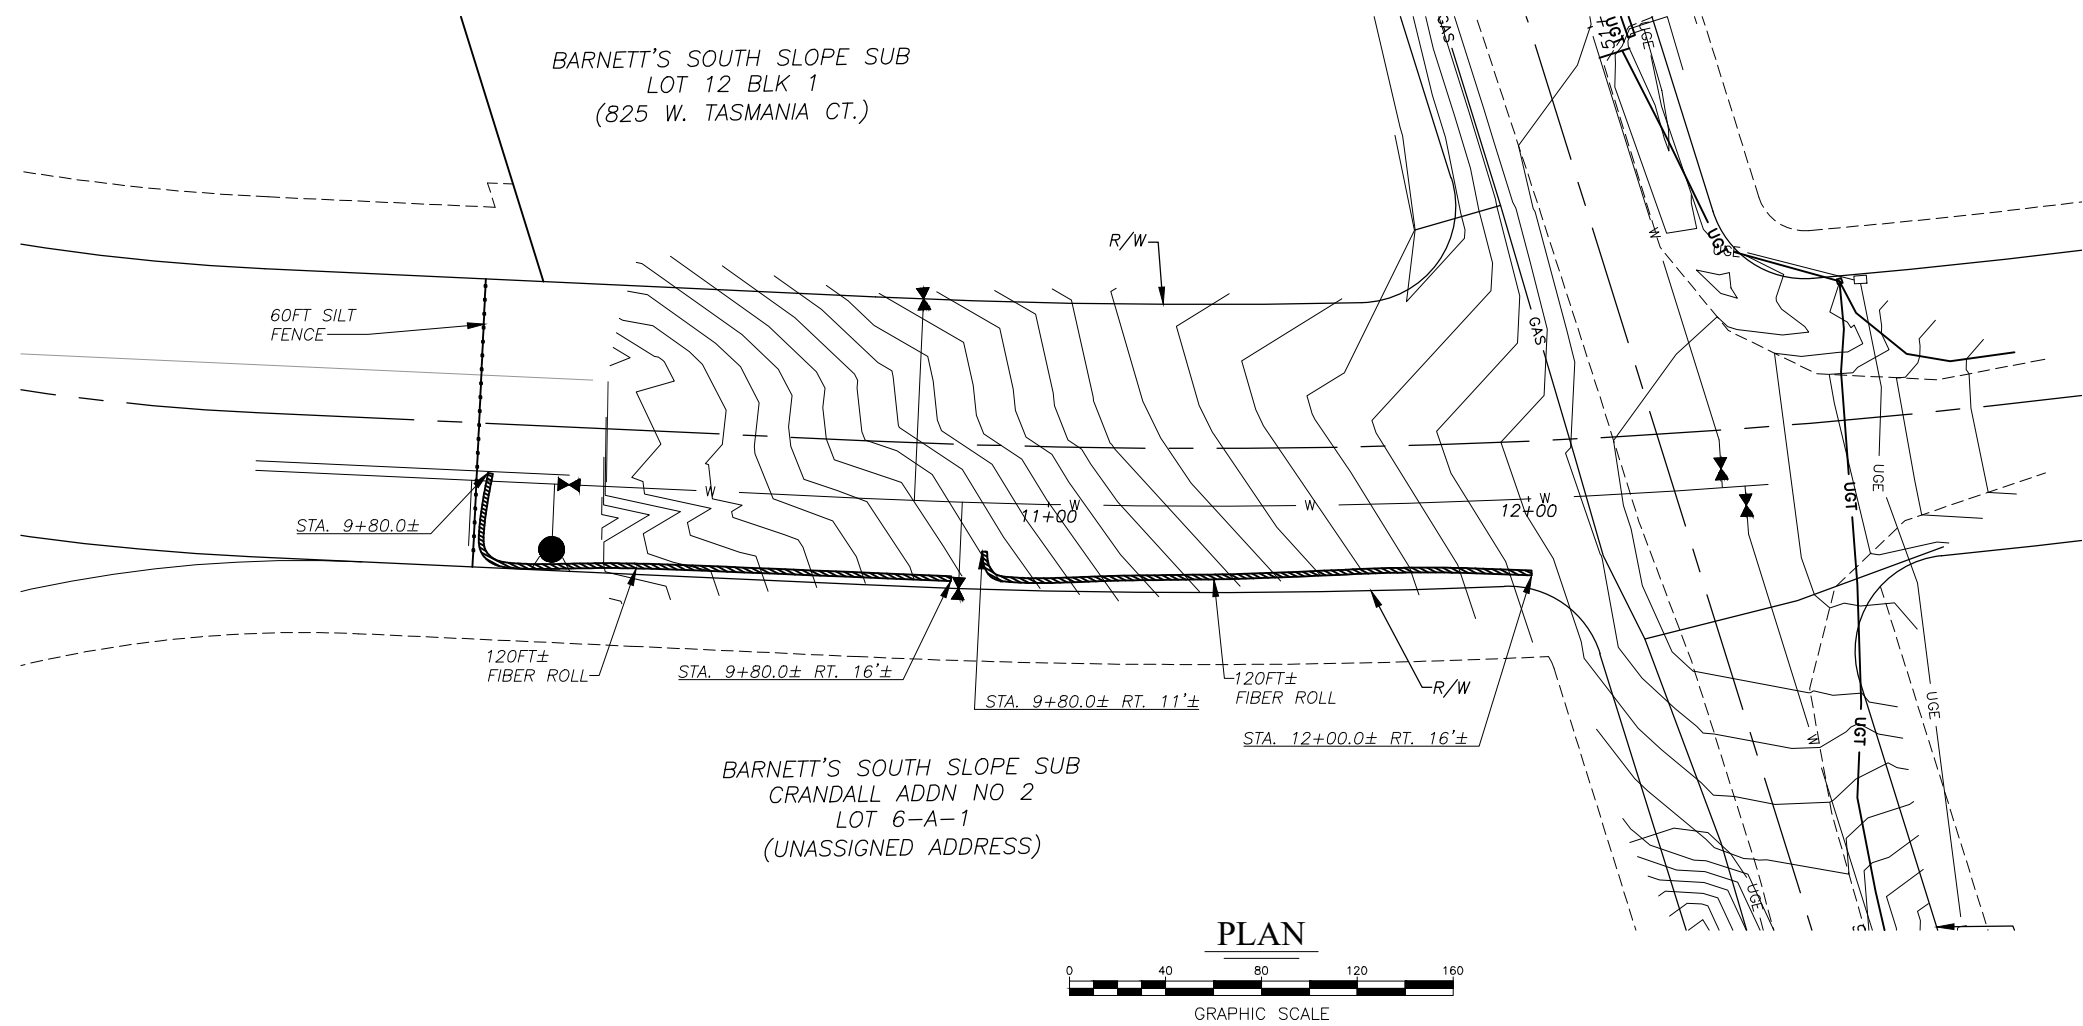 BARNETT'S SOUTH SLOPE SUB
LOT 12 BLK 1
(825 W. TASMANIA CT.)
GAS
UGT
UGE
R/W
W
UGT
UGE
60FT SILT
FENCE
GAS
STA. 9+80.0±
W
W
W
W
11+00
12+00
UGT
UGE
120FT±
FIBER ROLL
STA. 9+80.0± RT. 16'±
STA. 9+80.0± RT. 11'±
120FT±
FIBER ROLL
R/W
STA. 12+00.0± RT. 16'±
UGE
UGT
W
BARNETT'S SOUTH SLOPE SUB
CRANDALL ADDN NO 2
LOT 6-A-1
(UNASSIGNED ADDRESS)
UGE
PLAN
0 40 80 120 160
GRAPHIC SCALE